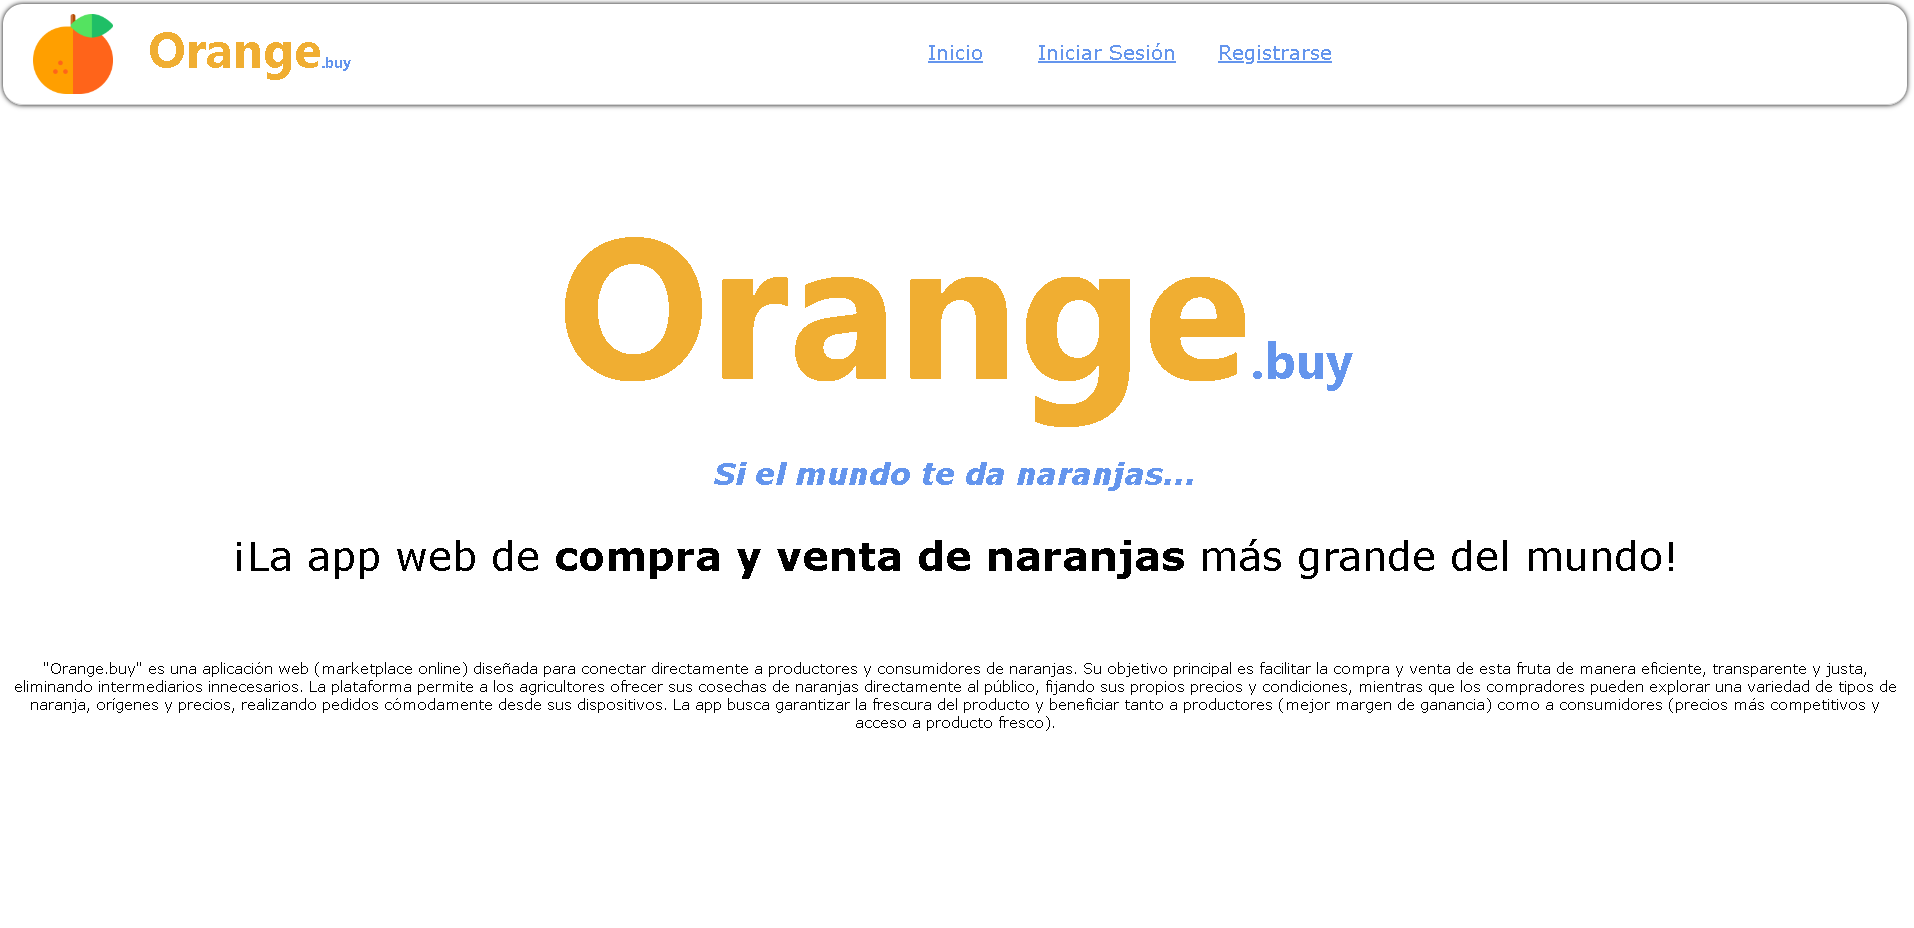 Orange.buy
Inicio Iniciar Sesión Registrarse
Orange.buy
Si el mundo te da naranjas...
¡La app web de compra y venta de naranjas más grande del mundo!
"Orange.buy" es una aplicación web (marketplace online) diseñada para conectar directamente a productores y consumidores de naranjas. Su objetivo principal es facilitar la compra y venta de esta fruta de manera eficiente, transparente y justa,
eliminando intermediarios innecesarios. La plataforma permite a los agricultores ofrecer sus cosechas de naranjas directamente al público, fijando sus propios precios y condiciones, mientras que los compradores pueden explorar una variedad de tipos de
naranja, orígenes y precios, realizando pedidos cómodamente desde sus dispositivos. La app busca garantizar la frescura del producto y beneficiar tanto a productores (mejor margen de ganancia) como a consumidores (precios más competitivos y
acceso a producto fresco).